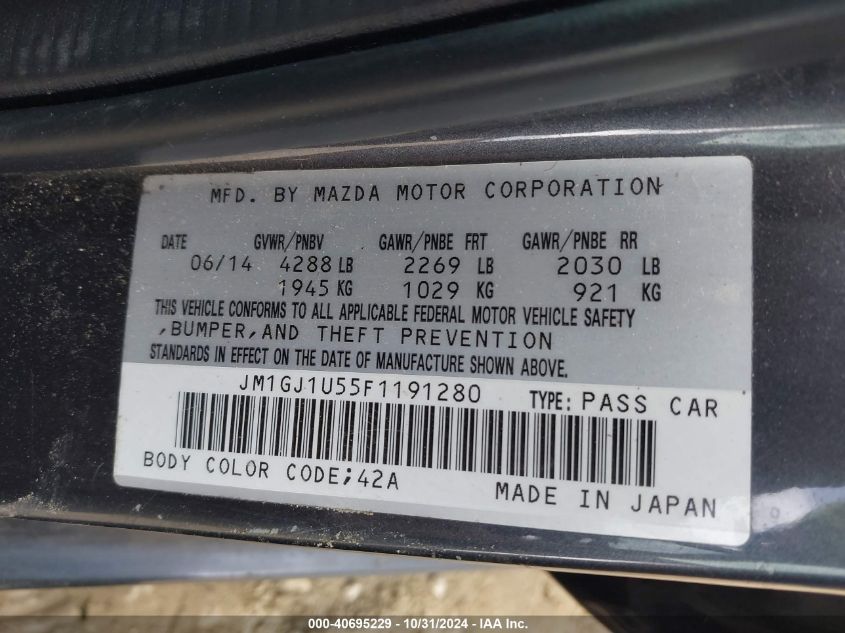 MFD. BY MAZDA MOTOR CORPORATION
DATE GVWR/PNBV GAWR/PNBE FRT GAWR/PNBE RR
06/14 4288 LB 2269 LB 2030 LB
1945 KG 1029 KG 921 KG
THIS VEHICLE CONFORMS TO ALL APPLICABLE FEDERAL MOTOR VEHICLE SAFETY
,BUMPER,AND THEFT PREVENTION
STANDARDS IN EFFECT ON THE DATE OF MANUFACTURE SHOWN ABOVE.
JM1GJ1U55F1191280 TYPE: PASS CAR
BODY COLOR CODE;42A
MADE IN JAPAN
000-40695229 - 10/31/2024 - IAA Inc.